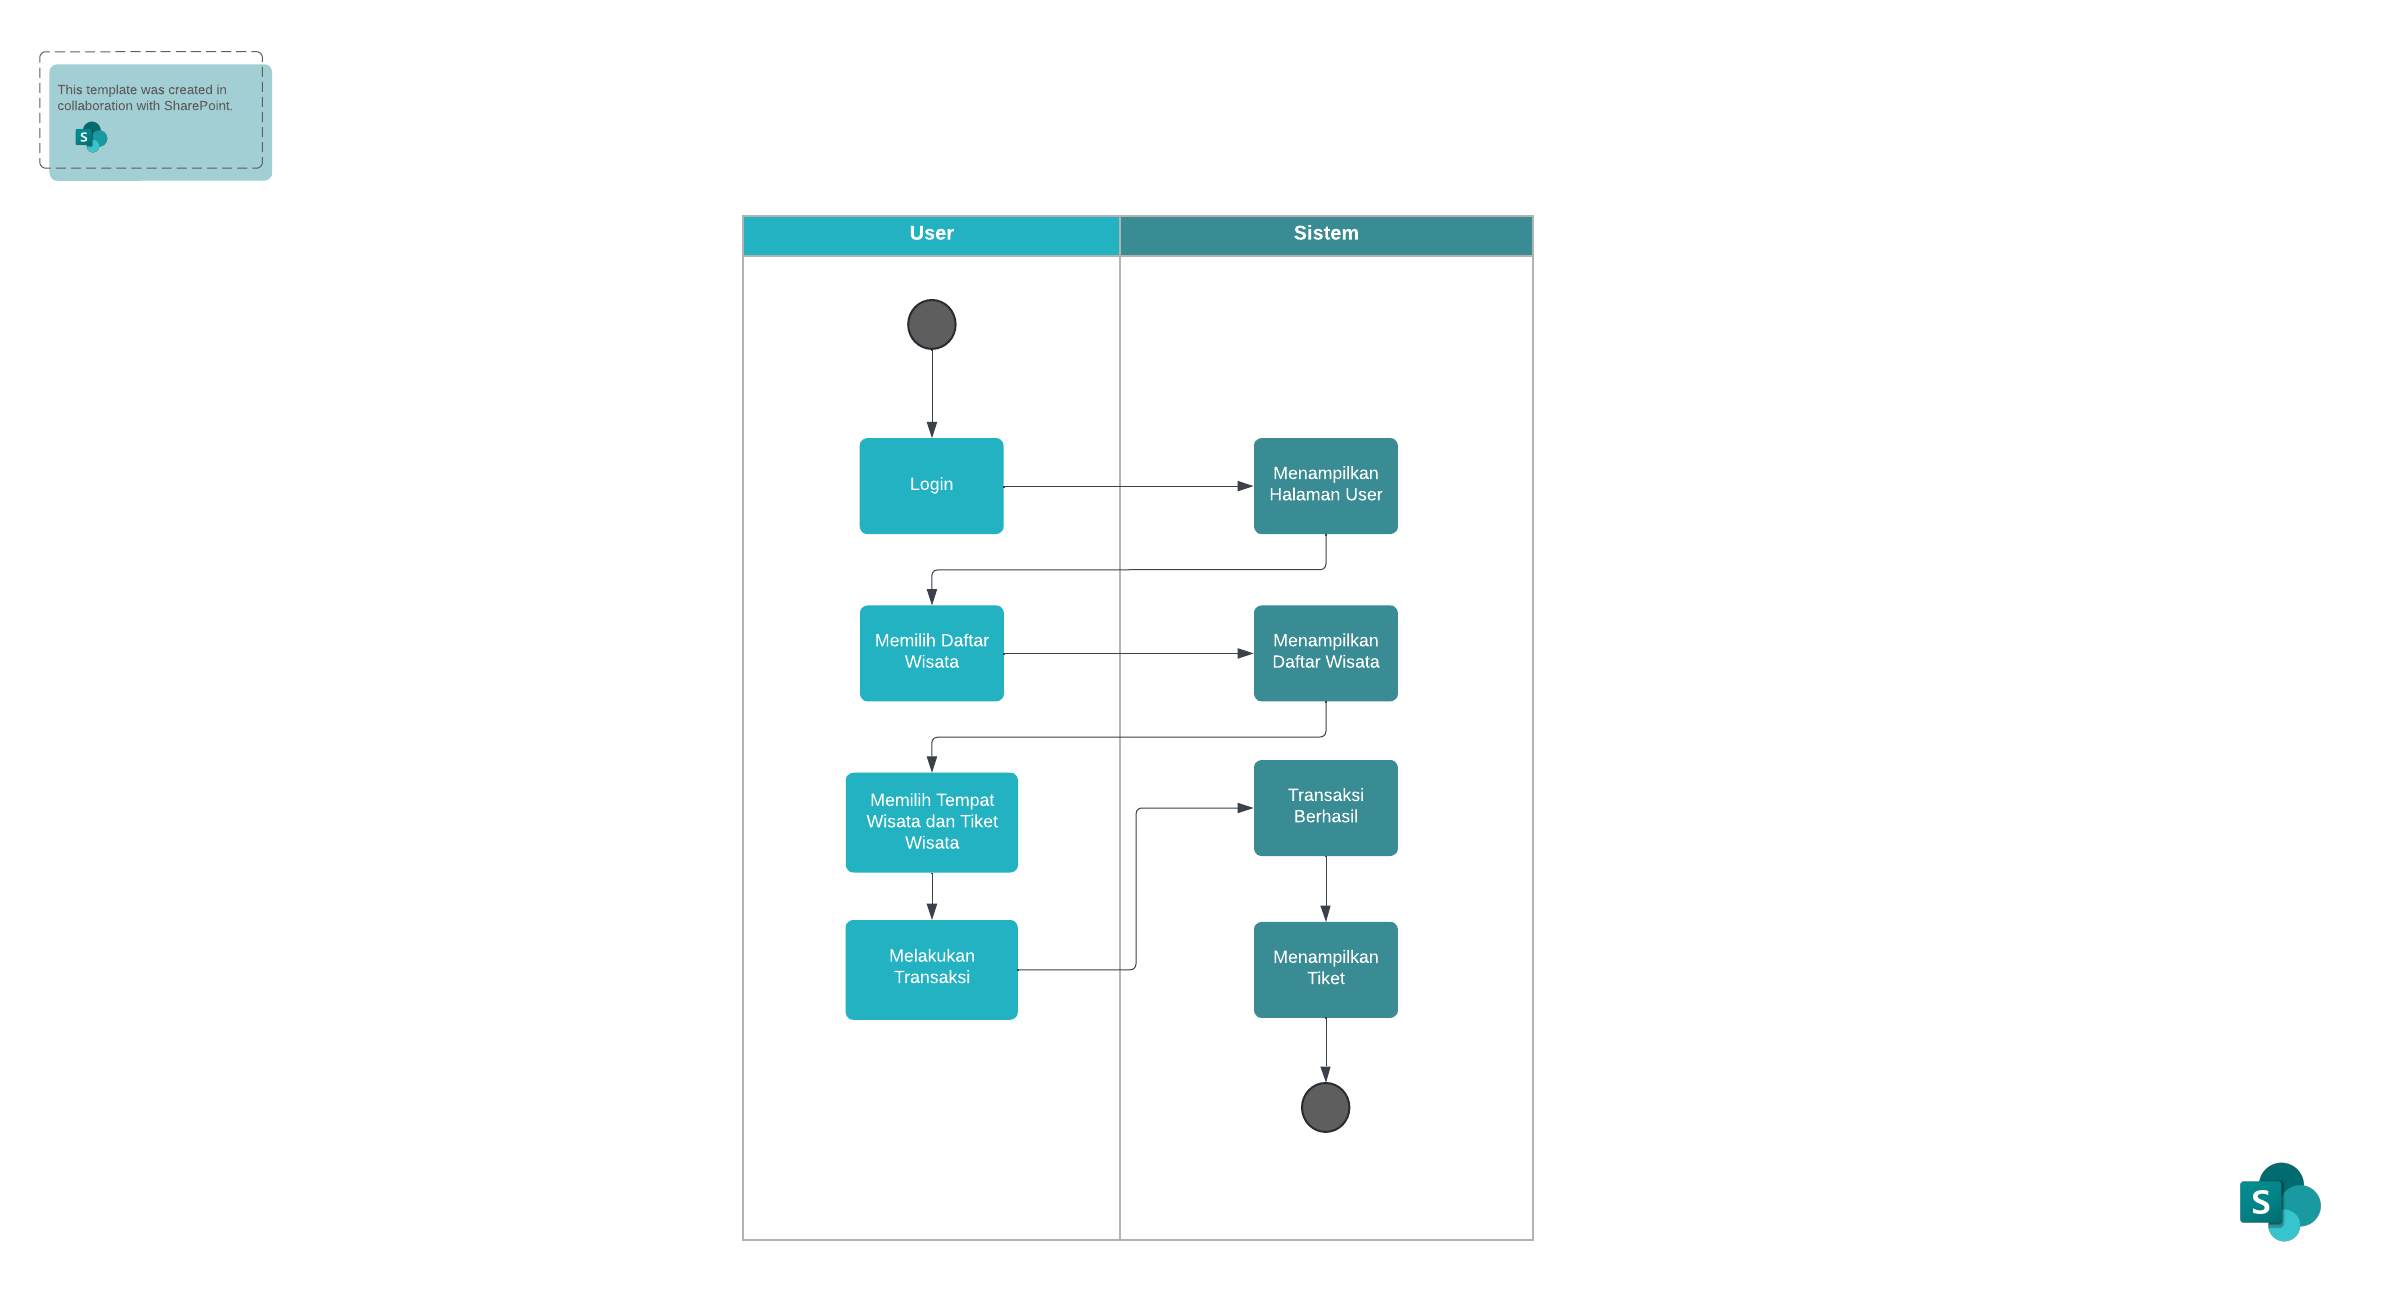 This template was created in
collaboration with SharePoint.
S
User
Sistem
Login
Menampilkan
Halaman User
Memilih Daftar
Wisata
Menampilkan
Daftar Wisata
Memilih Tempat
Wisata dan Tiket
Wisata
Transaksi
Berhasil
Melakukan
Transaksi
Menampilkan
Tiket
S